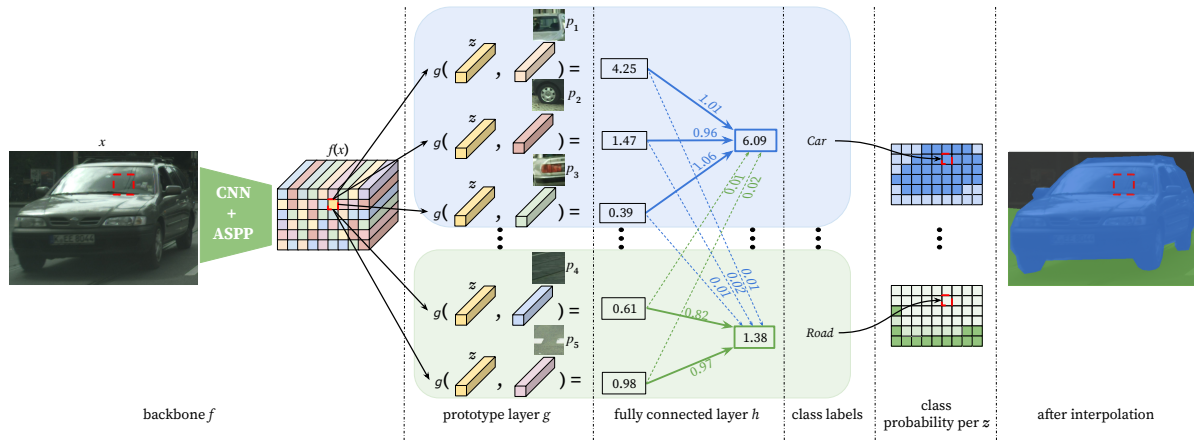 x
CNN
+
ASPP
f(x)
z
g( , ) =
p1
4.25
z
g( , ) =
p2
1.47
z
g( , ) =
p3
0.39
1.01
0.96
1.06
6.09
Car
0.01
0.02
z
g( , ) =
p4
0.61
z
g( , ) =
p5
0.98
0.01
0.02
0.01
0.82
0.97
1.38
Road
backbone f
prototype layer g
fully connected layer h
class labels
class
probability per z
after interpolation